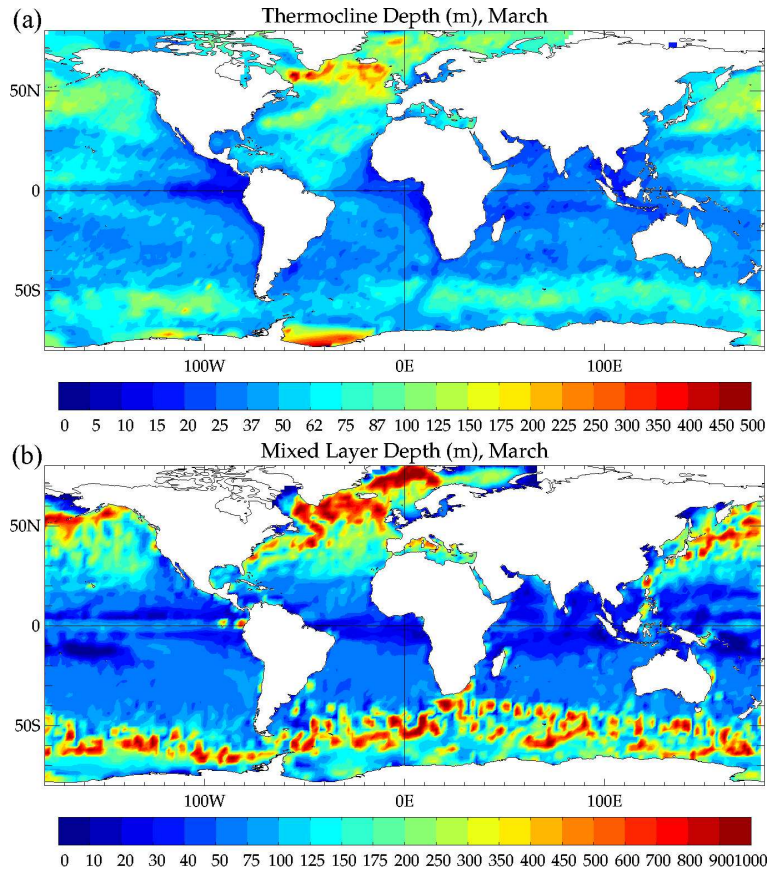 (a)
Thermocline Depth (m), March
50N
0
50S
100W 0E 100E
0 5 10 15 20 25 37 50 62 75 87 100 125 150 175 200 225 250 300 350 400 450 500
(b)
Mixed Layer Depth (m), March
50N
0
50S
100W 0E 100E
0 10 20 30 40 50 75 100 125 150 175 250 300 350 400 450 500 600 700 800 9001000